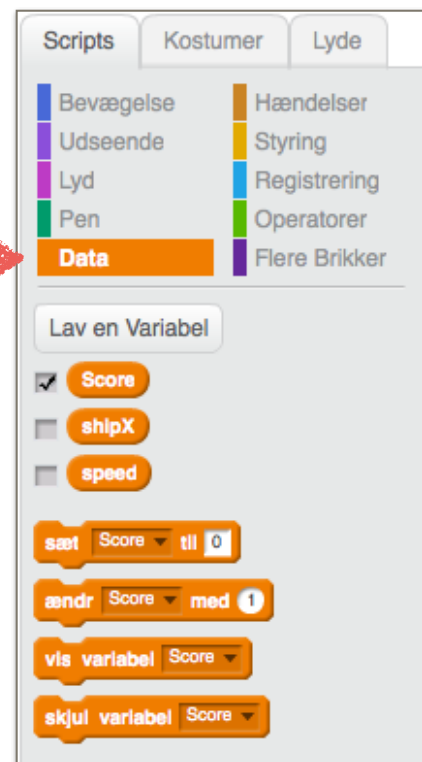 Scripts Kostumer Lyde
Bevægelse Hændelser
Udseende Styring
Lyd Registrering
Pen Operatorer
Data Flere Brikker
Lav en Variabel
Score
shipX
speed
sæt Score til 0
ændr Score med 1
vis variabel Score
skjul variabel Score